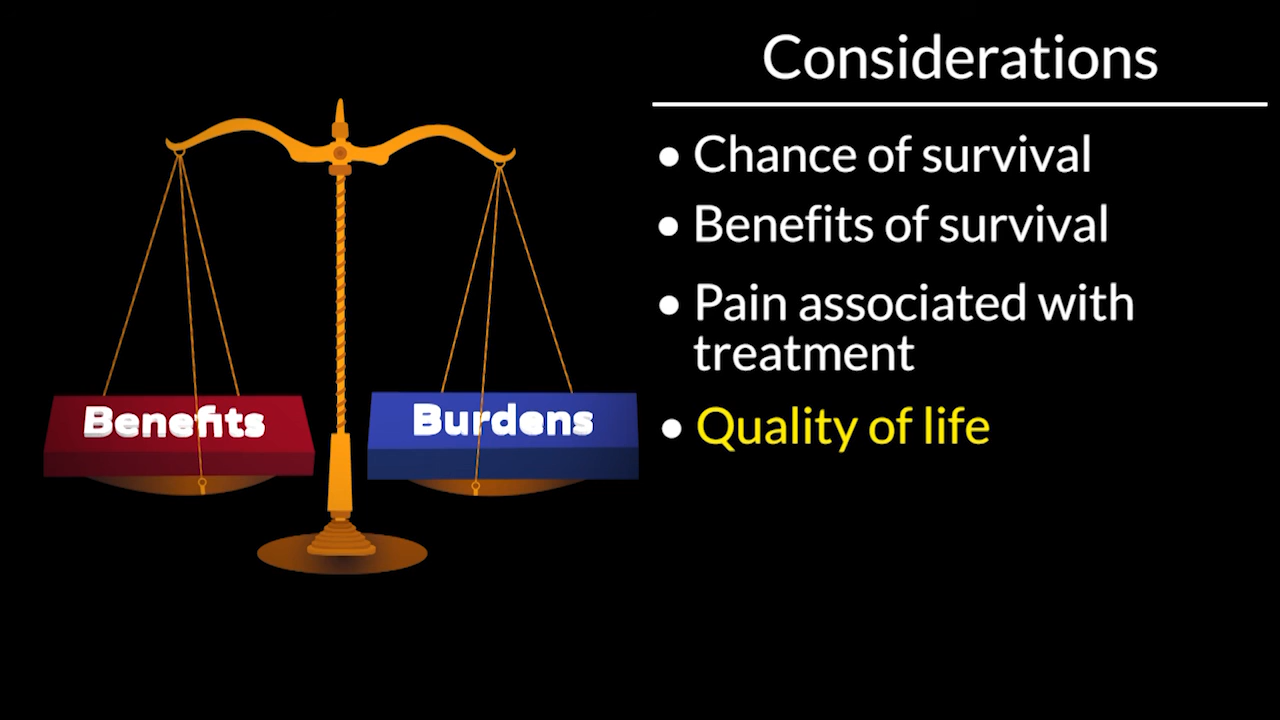 Considerations
• Chance of survival
• Benefits of survival
• Pain associated with
treatment
• Quality of life
Benefits
Burdens